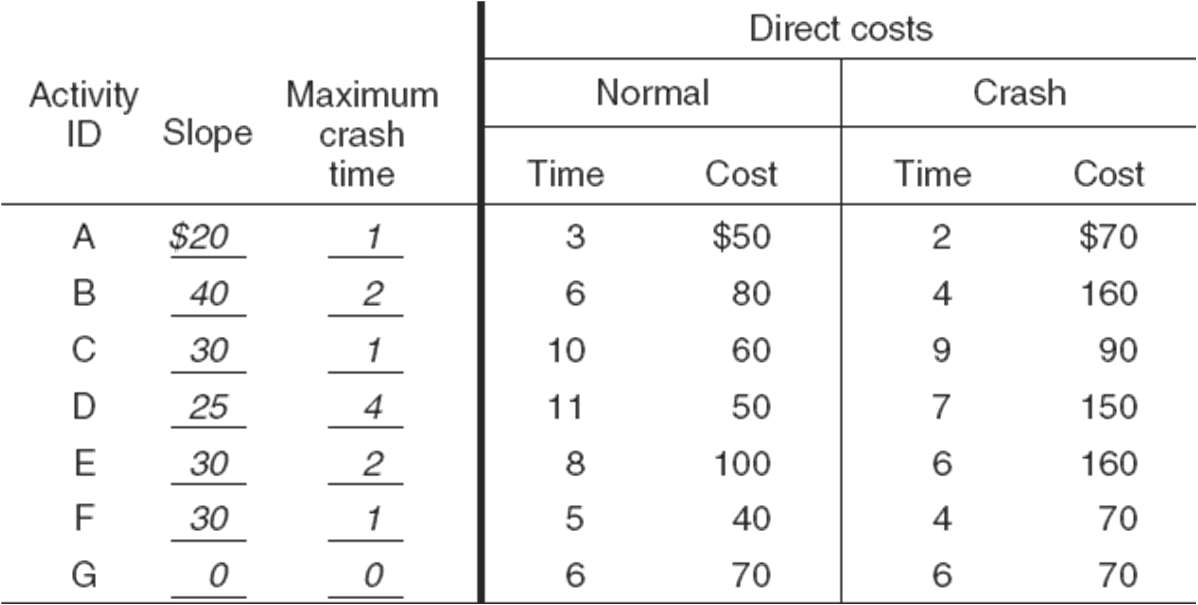 Direct costs
Activity ID Slope Maximum crash time Normal Crash
Time Cost Time Cost
A $20 1 3 $50 2 $70
B 40 2 6 80 4 160
C 30 1 10 60 9 90
D 25 4 11 50 7 150
E 30 2 8 100 6 160
F 30 1 5 40 4 70
G 0 0 6 70 6 70